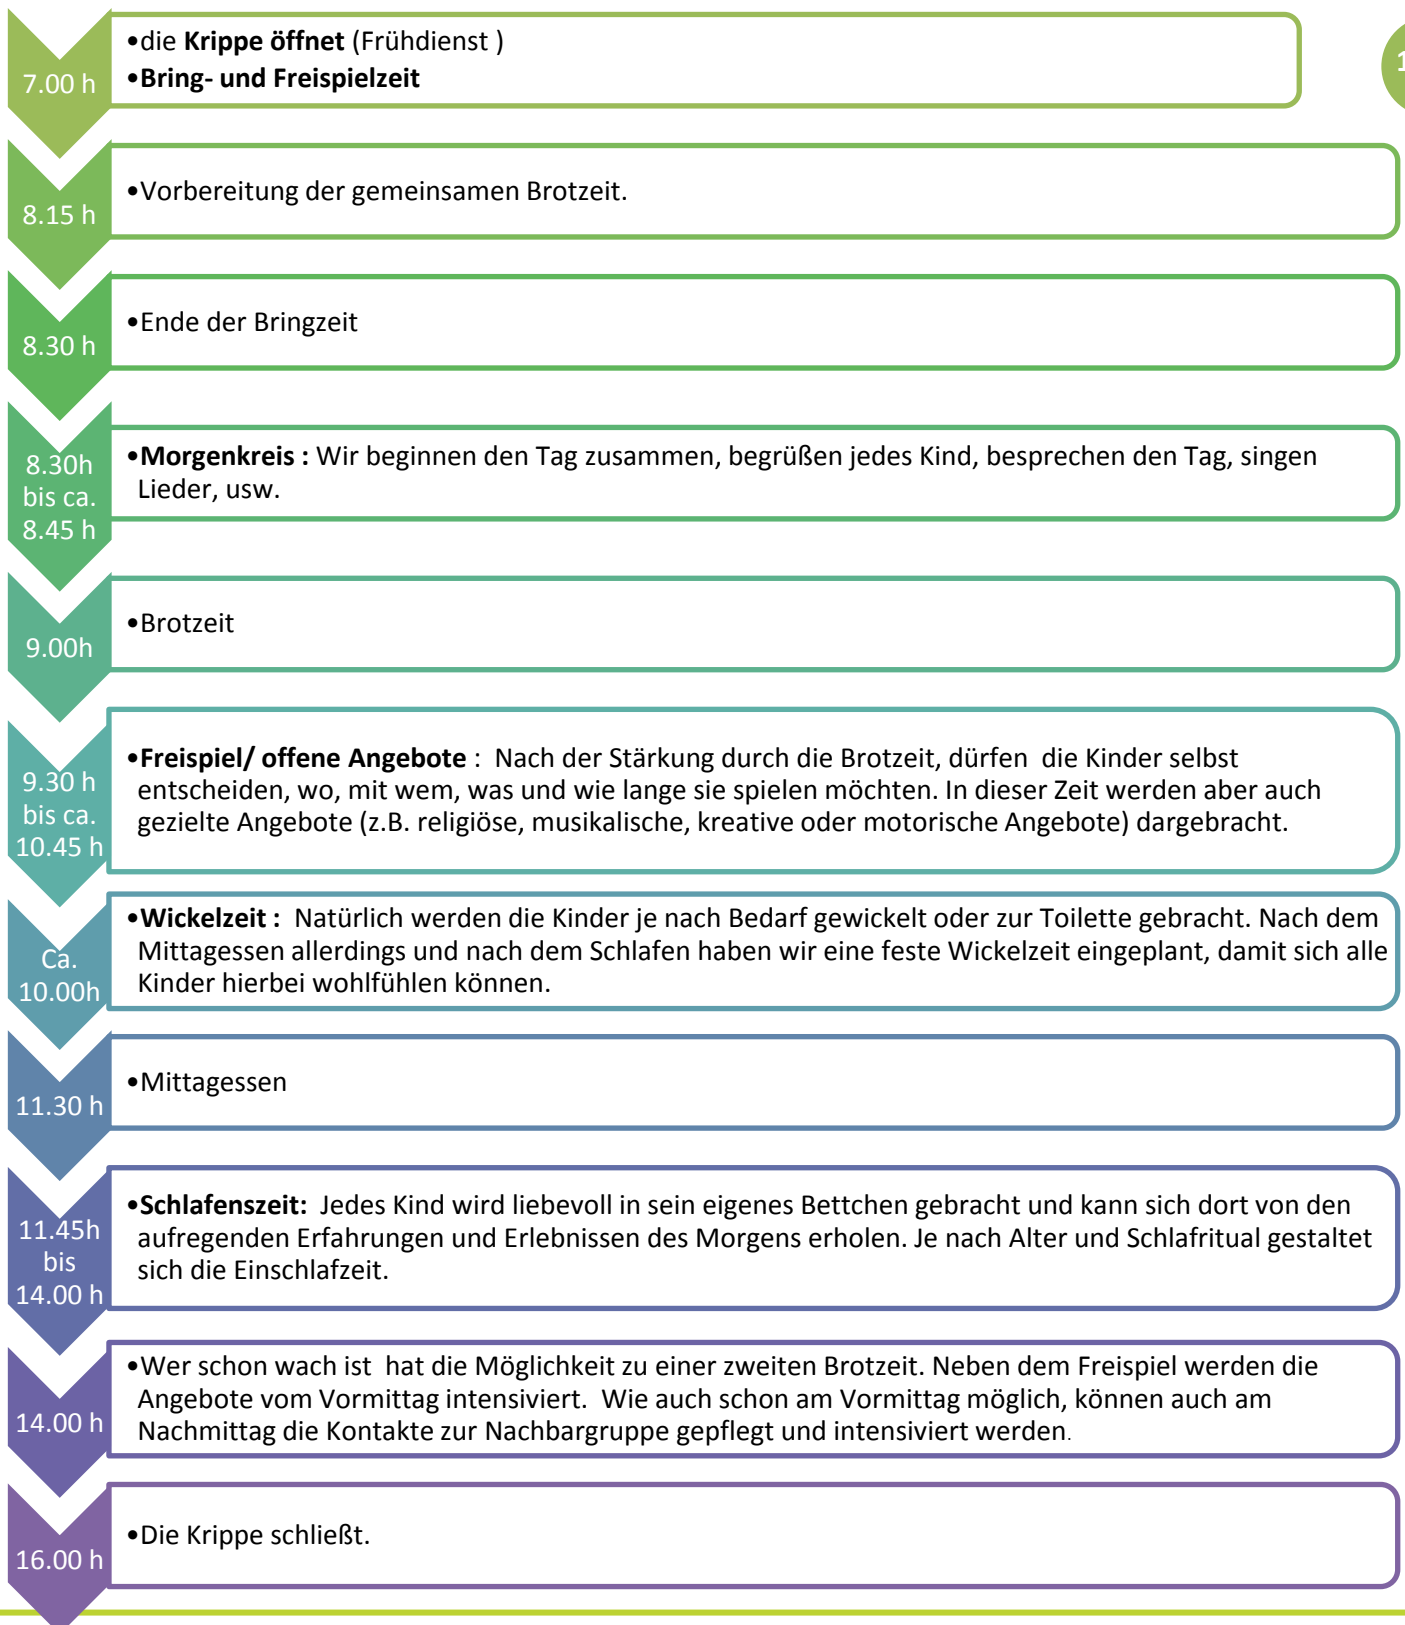 7.00 h
•die Krippe öffnet (Frühdienst )
•Bring- und Freispielzeit
1
8.15 h
•Vorbereitung der gemeinsamen Brotzeit.
8.30 h
•Ende der Bringzeit
8.30h
bis ca.
8.45 h
•Morgenkreis : Wir beginnen den Tag zusammen, begrüßen jedes Kind, besprechen den Tag, singen
Lieder, usw.
9.00h
•Brotzeit
9.30 h
bis ca.
10.45 h
•Freispiel/ offene Angebote : Nach der Stärkung durch die Brotzeit, dürfen die Kinder selbst
entscheiden, wo, mit wem, was und wie lange sie spielen möchten. In dieser Zeit werden aber auch
gezielte Angebote (z.B. religiöse, musikalische, kreative oder motorische Angebote) dargebracht.
Ca.
10.00h
•Wickelzeit : Natürlich werden die Kinder je nach Bedarf gewickelt oder zur Toilette gebracht. Nach dem
Mittagessen allerdings und nach dem Schlafen haben wir eine feste Wickelzeit eingeplant, damit sich alle
Kinder hierbei wohlfühlen können.
11.30 h
•Mittagessen
11.45h
bis
14.00 h
•Schlafenszeit: Jedes Kind wird liebevoll in sein eigenes Bettchen gebracht und kann sich dort von den
aufregenden Erfahrungen und Erlebnissen des Morgens erholen. Je nach Alter und Schlafritual gestaltet
sich die Einschlafzeit.
14.00 h
•Wer schon wach ist hat die Möglichkeit zu einer zweiten Brotzeit. Neben dem Freispiel werden die
Angebote vom Vormittag intensiviert. Wie auch schon am Vormittag möglich, können auch am
Nachmittag die Kontakte zur Nachbargruppe gepflegt und intensiviert werden.
16.00 h
•Die Krippe schließt.